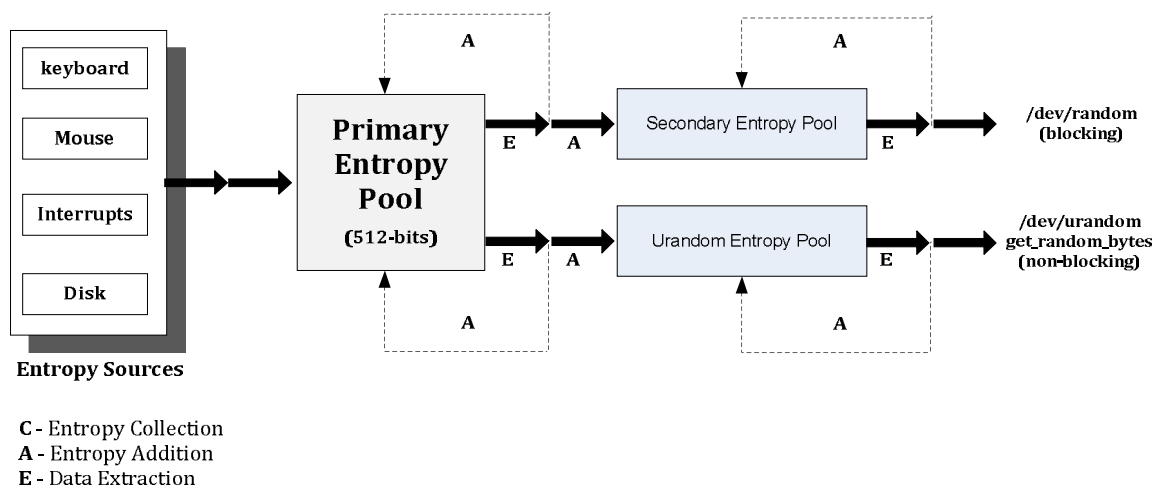 keyboard
Mouse
Interrupts
Disk
Entropy Sources
Primary
Entropy
Pool
(512-bits)
A
E
A
Secondary Entropy Pool
A
E
/dev/random
(blocking)
E
A
A
Urandom Entropy Pool
E
A
/dev/urandom
get_random_bytes
(non-blocking)
C - Entropy Collection
A - Entropy Addition
E - Data Extraction